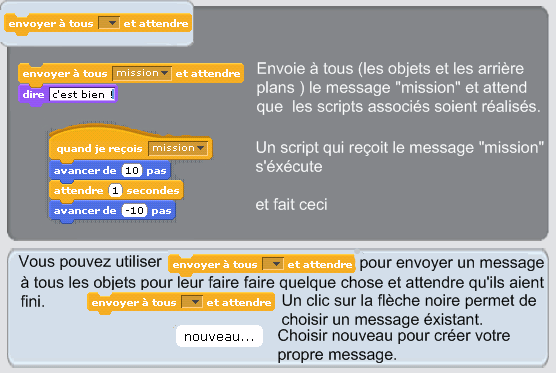 envoyer à tous et attendre
envoyer à tous mission et attendre
dire c'est bien !
Envoie à tous (les objets et les arrière
plans ) le message "mission" et attend
que les scripts associés soient réalisés.
quand je reçois mission
avancer de 10 pas
attendre 1 secondes
avancer de -10 pas
Un script qui reçoit le message "mission"
s'éxécute
et fait ceci
Vous pouvez utiliser envoyer à tous et attendre pour envoyer un message
à tous les objets pour leur faire faire quelque chose et attendre qu'ils aient
fini. envoyer à tous et attendre Un clic sur la flèche noire permet de
choisir un message éxistant.
nouveau... Choisir nouveau pour créer votre
propre message.